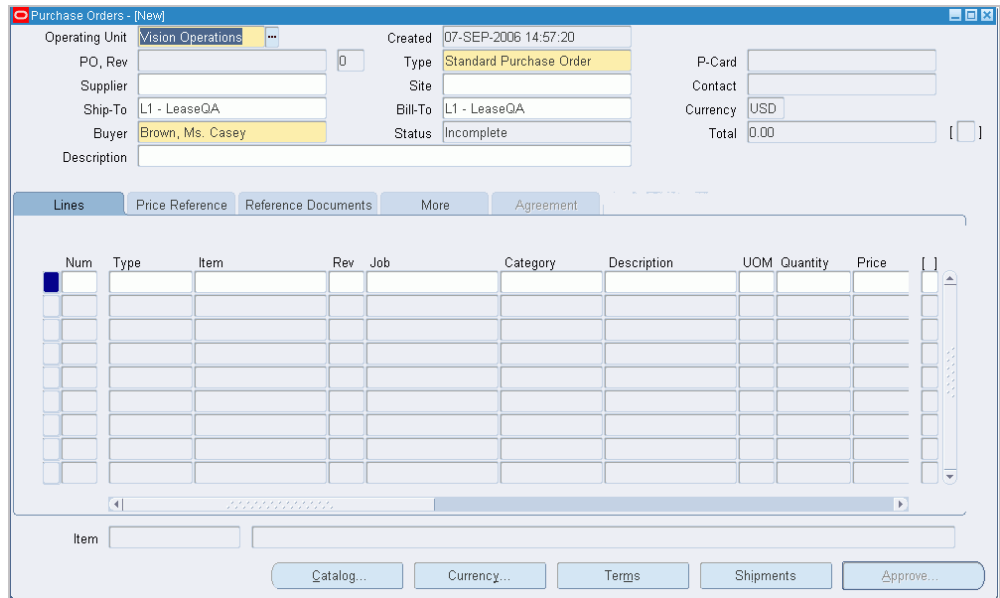 Purchase Orders - [New]
Operating Unit Vision Operations ... Created 07-SEP-2006 14:57:20
PO, Rev 0 Type Standard Purchase Order P-Card
Supplier Site Contact
Ship-To L1 - LeaseQA Bill-To L1 - LeaseQA Currency USD
Buyer Brown, Ms. Casey Status Incomplete Total 0.00 [ ]
Description
Lines Price Reference Reference Documents More Agreement
Num Type Item Rev Job Category Description UOM Quantity Price [ ]
Item
Catalog... Currency... Terms Shipments Approve...